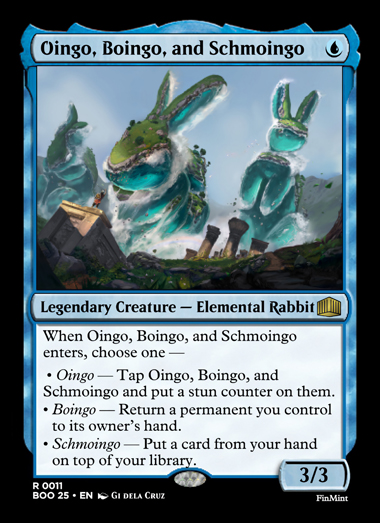 Oingo, Boingo, and Schmoingo
Legendary Creature — Elemental Rabbit
When Oingo, Boingo, and Schmoingo
enters, choose one —
• Oingo — Tap Oingo, Boingo, and
Schmoingo and put a stun counter on them.
• Boingo — Return a permanent you control
to its owner's hand.
• Schmoingo — Put a card from your hand
on top of your library.
3/3
R 0011
BOO 25 • EN Gi dela Cruz
FinMint